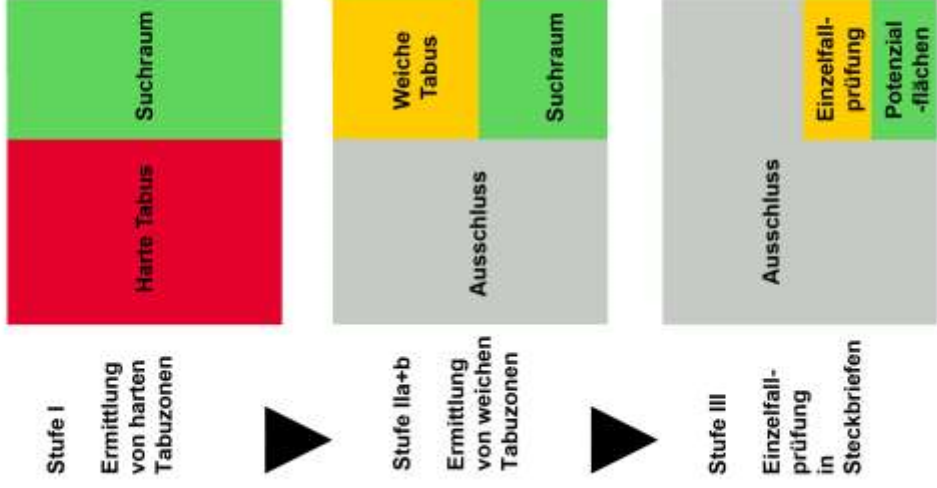 Stufe I
Ermittlung
von harten
Tabuzonen
Harte Tabus
Suchraum
Stufe IIa+b
Ermittlung
von weichen
Tabuzonen
Ausschluss
Weiche
Tabus
Suchraum
Stufe III
Einzelfall-
prüfung
in
Steckbriefen
Ausschluss
Einzelfall-
prüfung
Potenzial
-flächen